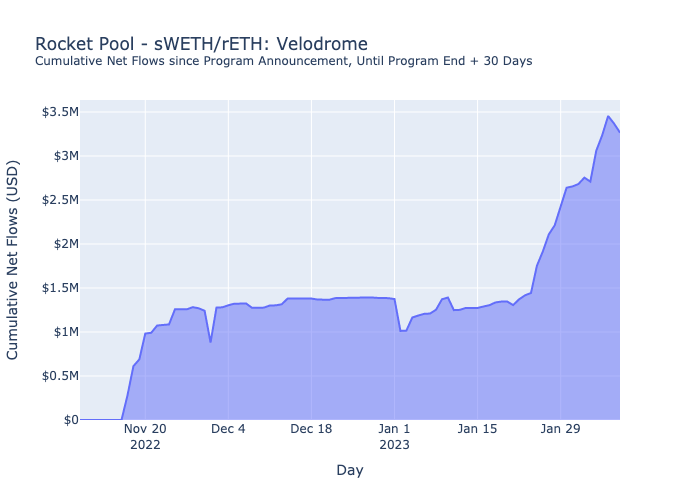 Rocket Pool - sWETH/rETH: Velodrome
Cumulative Net Flows since Program Announcement, Until Program End + 30 Days
Cumulative Net Flows (USD)
$3.5M
$3M
$2.5M
$2M
$1.5M
$1M
$0.5M
$0
Nov 20 Dec 4 Dec 18 Jan 1 Jan 15 Jan 29
2022 2023
Day